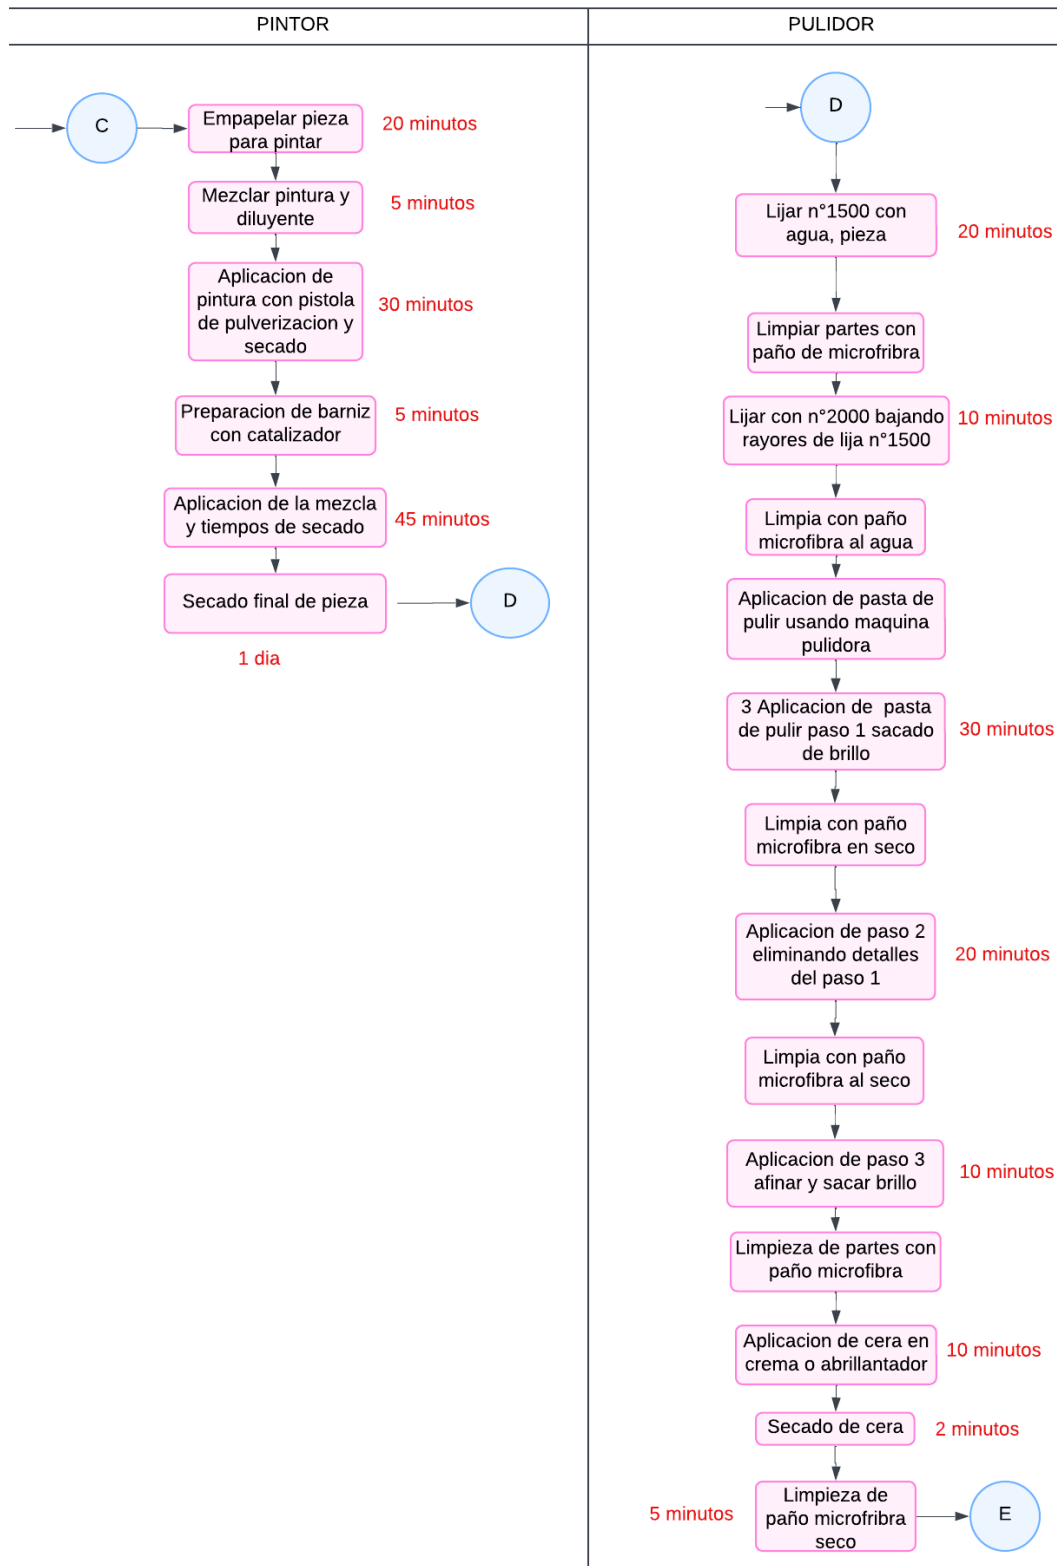 PINTOR
C
Empapelar pieza
para pintar
20 minutos
Mezclar pintura y
diluyente
5 minutos
Aplicacion de
pintura con pistola
de pulverizacion y
secado
30 minutos
Preparacion de barniz
con catalizador
5 minutos
Aplicacion de la mezcla
y tiempos de secado
45 minutos
Secado final de pieza
D
1 dia
PULIDOR
D
Lijar n°1500 con
agua, pieza
20 minutos
Limpiar partes con
paño de microfribra
Lijar con n°2000 bajando
rayores de lija n°1500
10 minutos
Limpia con paño
microfibra al agua
Aplicacion de pasta de
pulir usando maquina
pulidora
3 Aplicacion de pasta
de pulir paso 1 sacado
de brillo
30 minutos
Limpia con paño
microfibra en seco
Aplicacion de paso 2
eliminando detalles
del paso 1
20 minutos
Limpia con paño
microfibra al seco
Aplicacion de paso 3
afinar y sacar brillo
10 minutos
Limpieza de partes con
paño microfibra
Aplicacion de cera en
crema o abrillantador
10 minutos
Secado de cera
2 minutos
5 minutos
Limpieza de
paño microfribra
seco
E